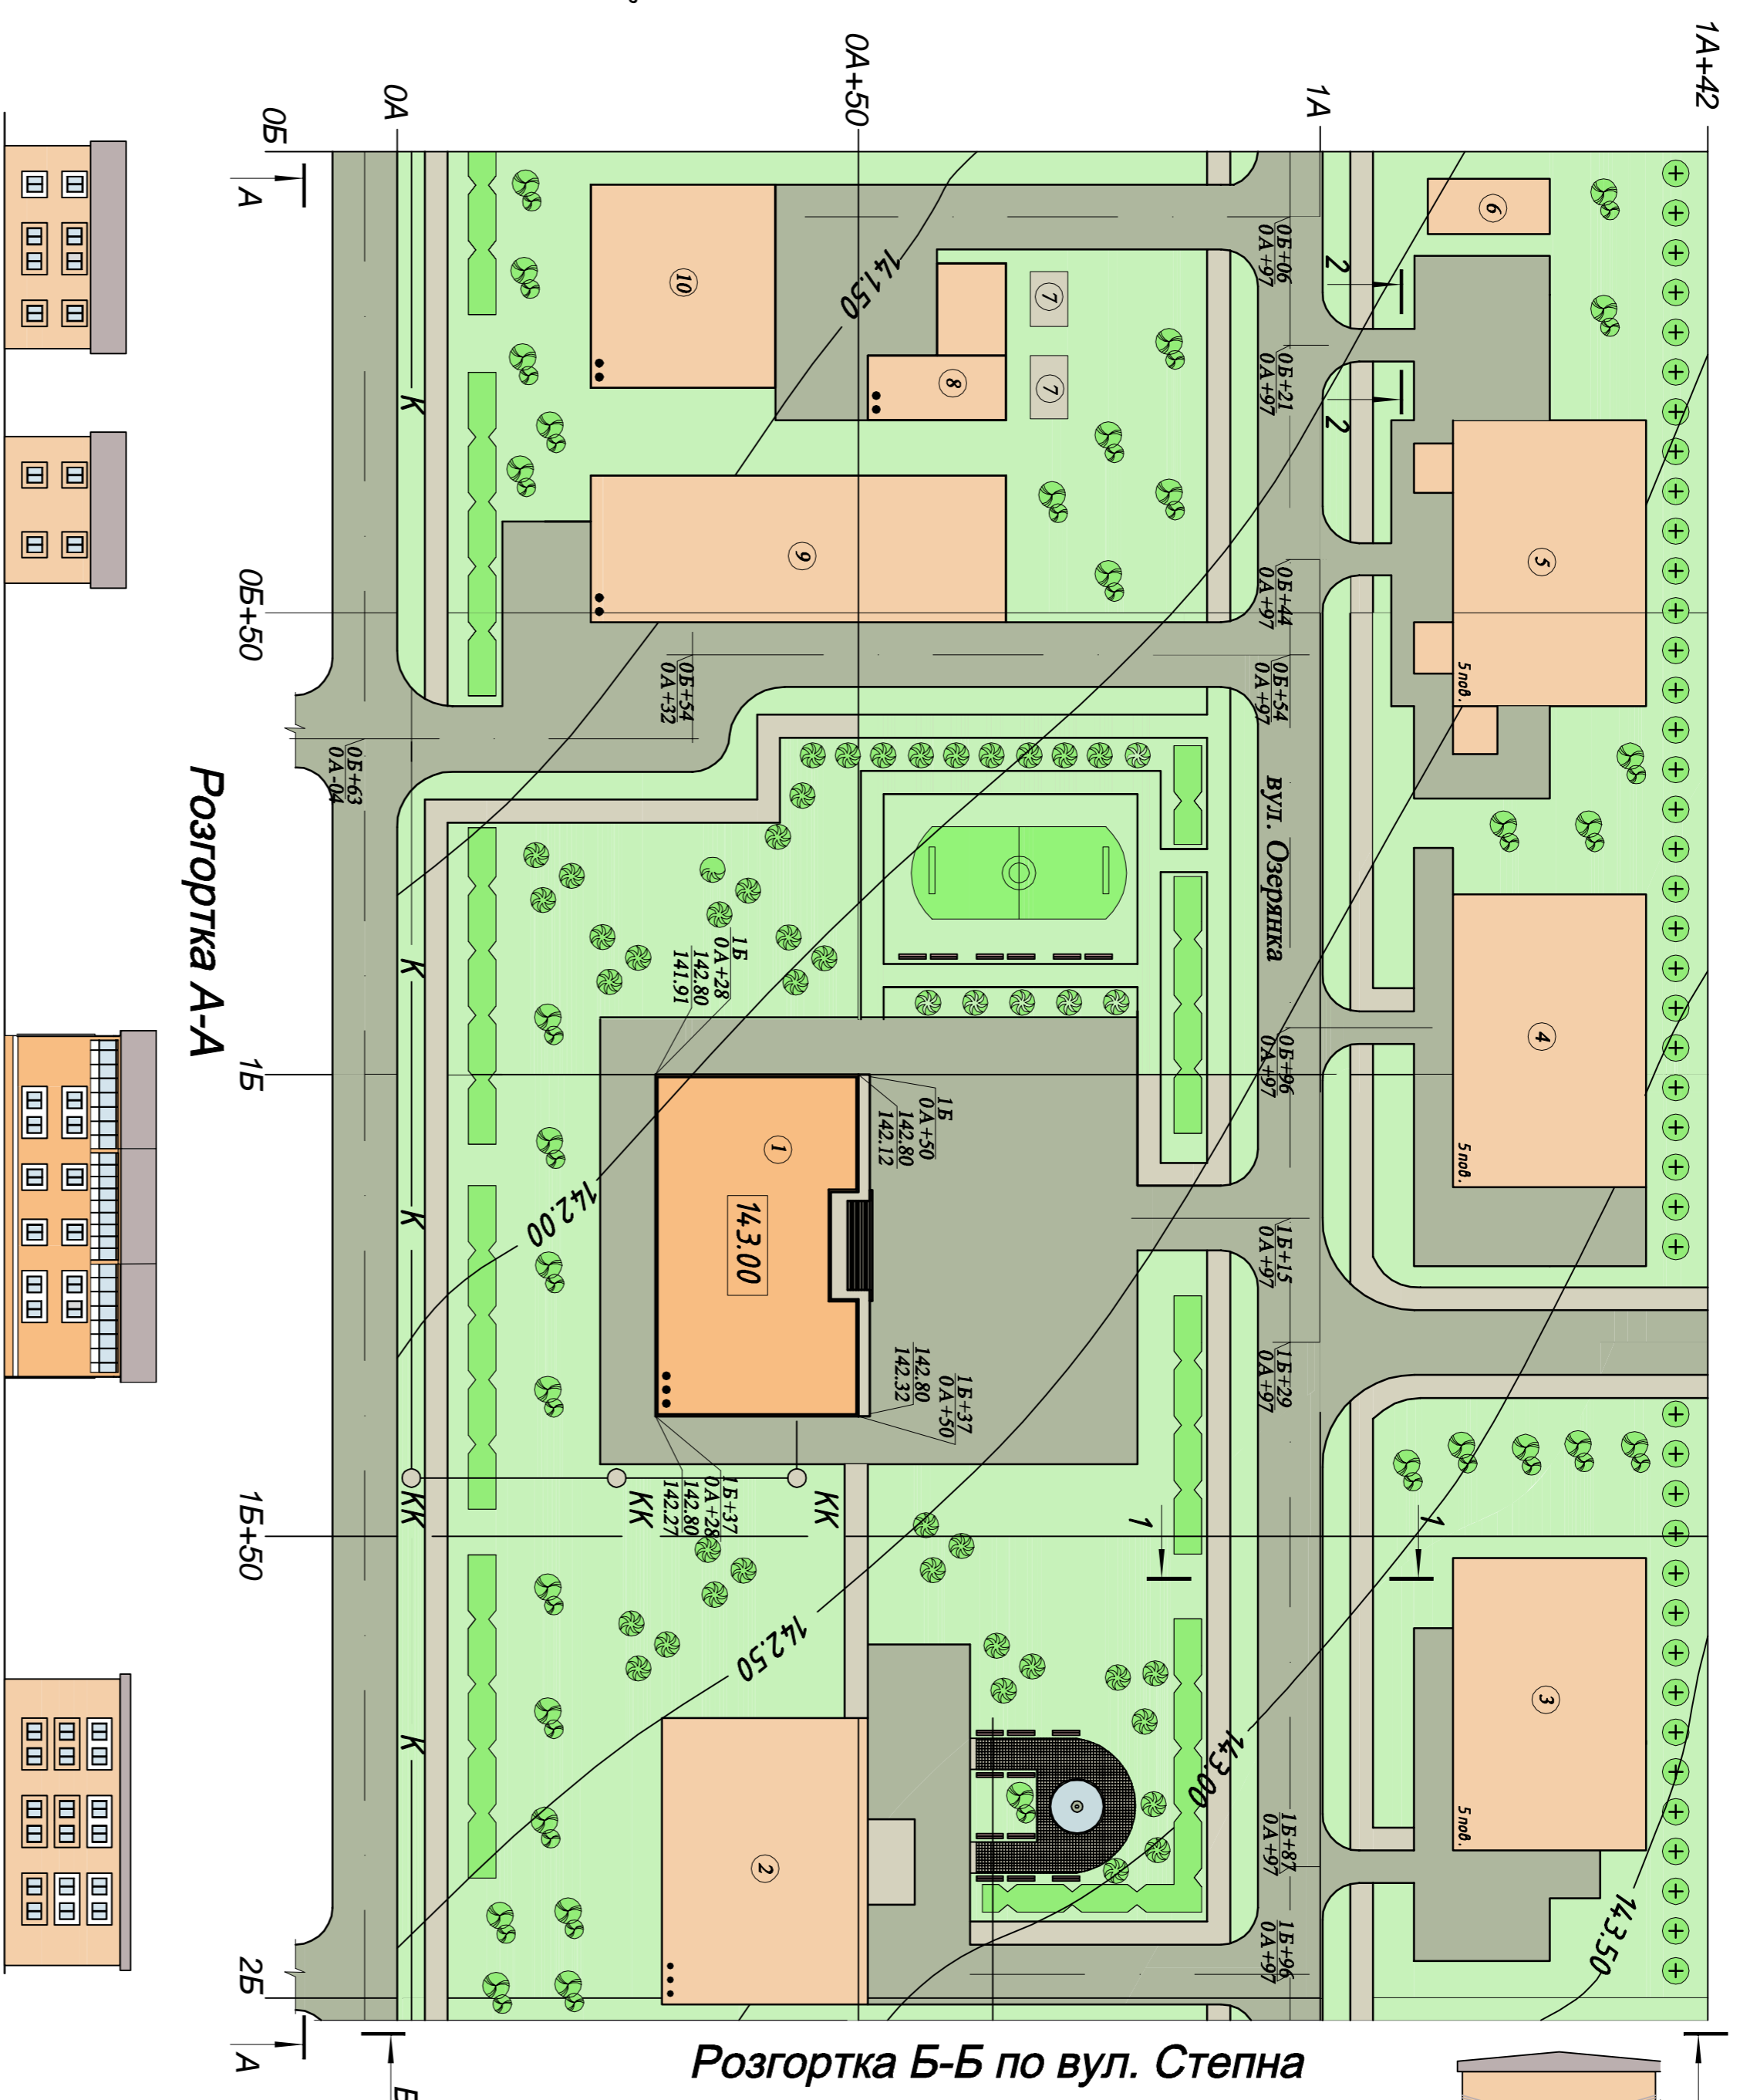 1А+42
1А
0А+50
0А
0Б
А
6
2
2
0Б+06
0А+97
0Б+21
0А+97
7
7
8
10
141.50
К
5
5 пов.
9
0Б+44
0А+97
0Б+54
0А+97
0Б+54
0А+32
0Б+50
0Б+63
0А-04
вул. Озерянка
Розгортка А-А
К
1Б
0А+28
142.80
141.91
4
5 пов.
0Б+96
0А+97
1Б
1Б
0А+50
142.80
142.12
1
143.00
142.00
К
1Б+15
0А+97
1Б+29
0А+97
1Б+37
0А+50
142.80
142.32
1Б+37
0А+28
142.80
142.27
КК
КК
КК
1
1
1Б+50
142.50
3
5 пов.
143.00
К
2
1Б+87
0А+97
1Б+96
0А+97
143.50
2Б
А
Розгортка Б-Б по вул. Степна